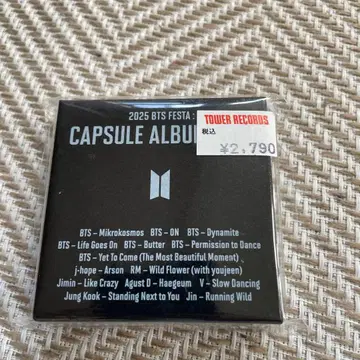 2025 BTS FESTA :
CAPSULE ALBU
TOWER RECORDS
税込
¥2,790
BTS – Mikrokosmos BTS – ON BTS – Dynamite
BTS – Life Goes On BTS – Butter BTS – Permission to Dance
BTS – Yet To Come (The Most Beautiful Moment)
j-hope – Arson RM – Wild Flower (with youjeen)
Jimin – Like Crazy Agust D – Haegeum V – Slow Dancing
Jung Kook – Standing Next to You Jin – Running Wild